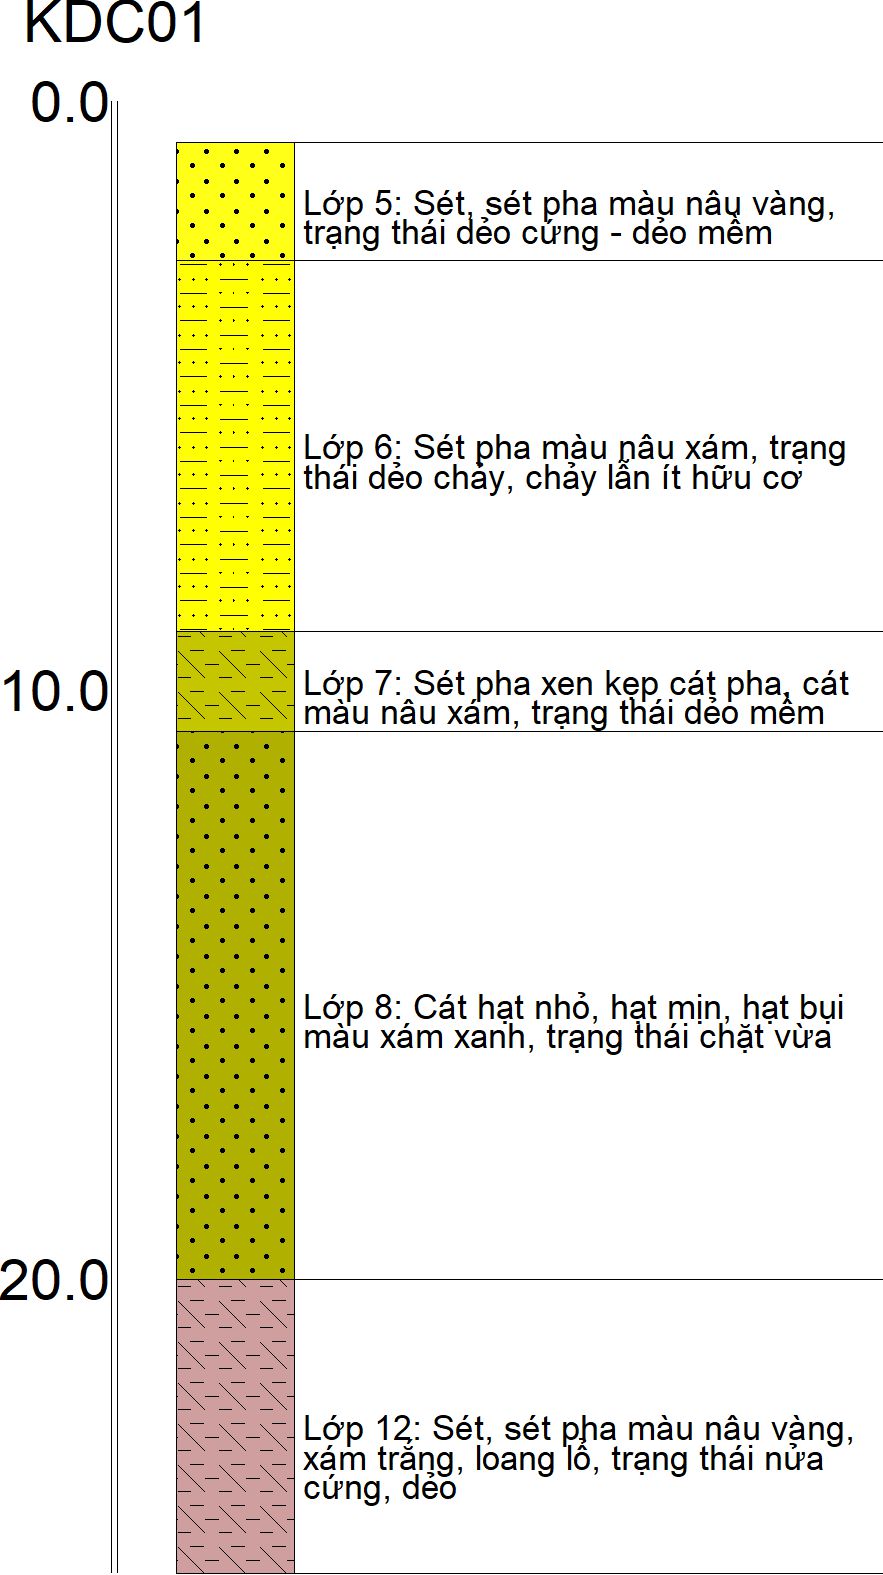 KDC01
0.0
Lớp 5: Sét, sét pha màu nâu vàng,
trạng thái dẻo cứng - dẻo mềm
Lớp 6: Sét pha màu nâu xám, trạng
thái dẻo chảy, chảy lẫn ít hữu cơ
10.0
Lớp 7: Sét pha xen kẹp cát pha, cát
màu nâu xám, trạng thái dẻo mềm
Lớp 8: Cát hạt nhỏ, hạt mịn, hạt bụi
màu xám xanh, trạng thái chặt vừa
20.0
Lớp 12: Sét, sét pha màu nâu vàng,
xám trắng, loang lổ, trạng thái nửa
cứng, dẻo